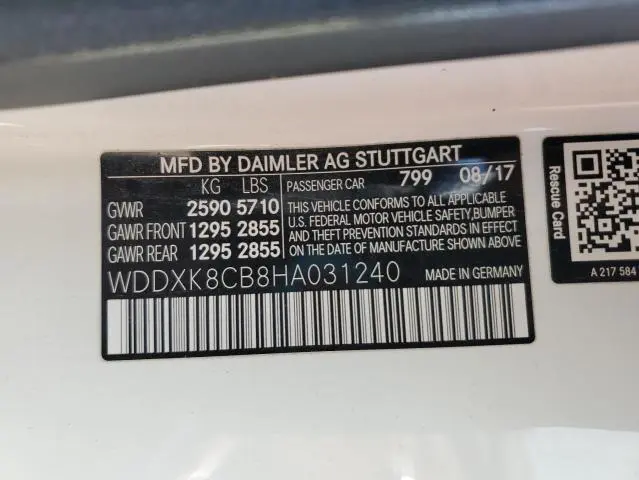 MFD BY DAIMLER AG STUTTGART
KG LBS
GVWR 2590 5710
GAWR FRONT 1295 2855
GAWR REAR 1295 2855
PASSENGER CAR 799 08/17
THIS VEHICLE CONFORMS TO ALL APPLICABLE
U.S. FEDERAL MOTOR VEHICLE SAFETY,BUMPER
AND THEFT PREVENTION STANDARDS IN EFFECT
ON THE DATE OF MANUFACTURE SHOWN ABOVE.
WDDXK8CB8HA031240 MADE IN GERMANY
Rescue Card
A 217 584